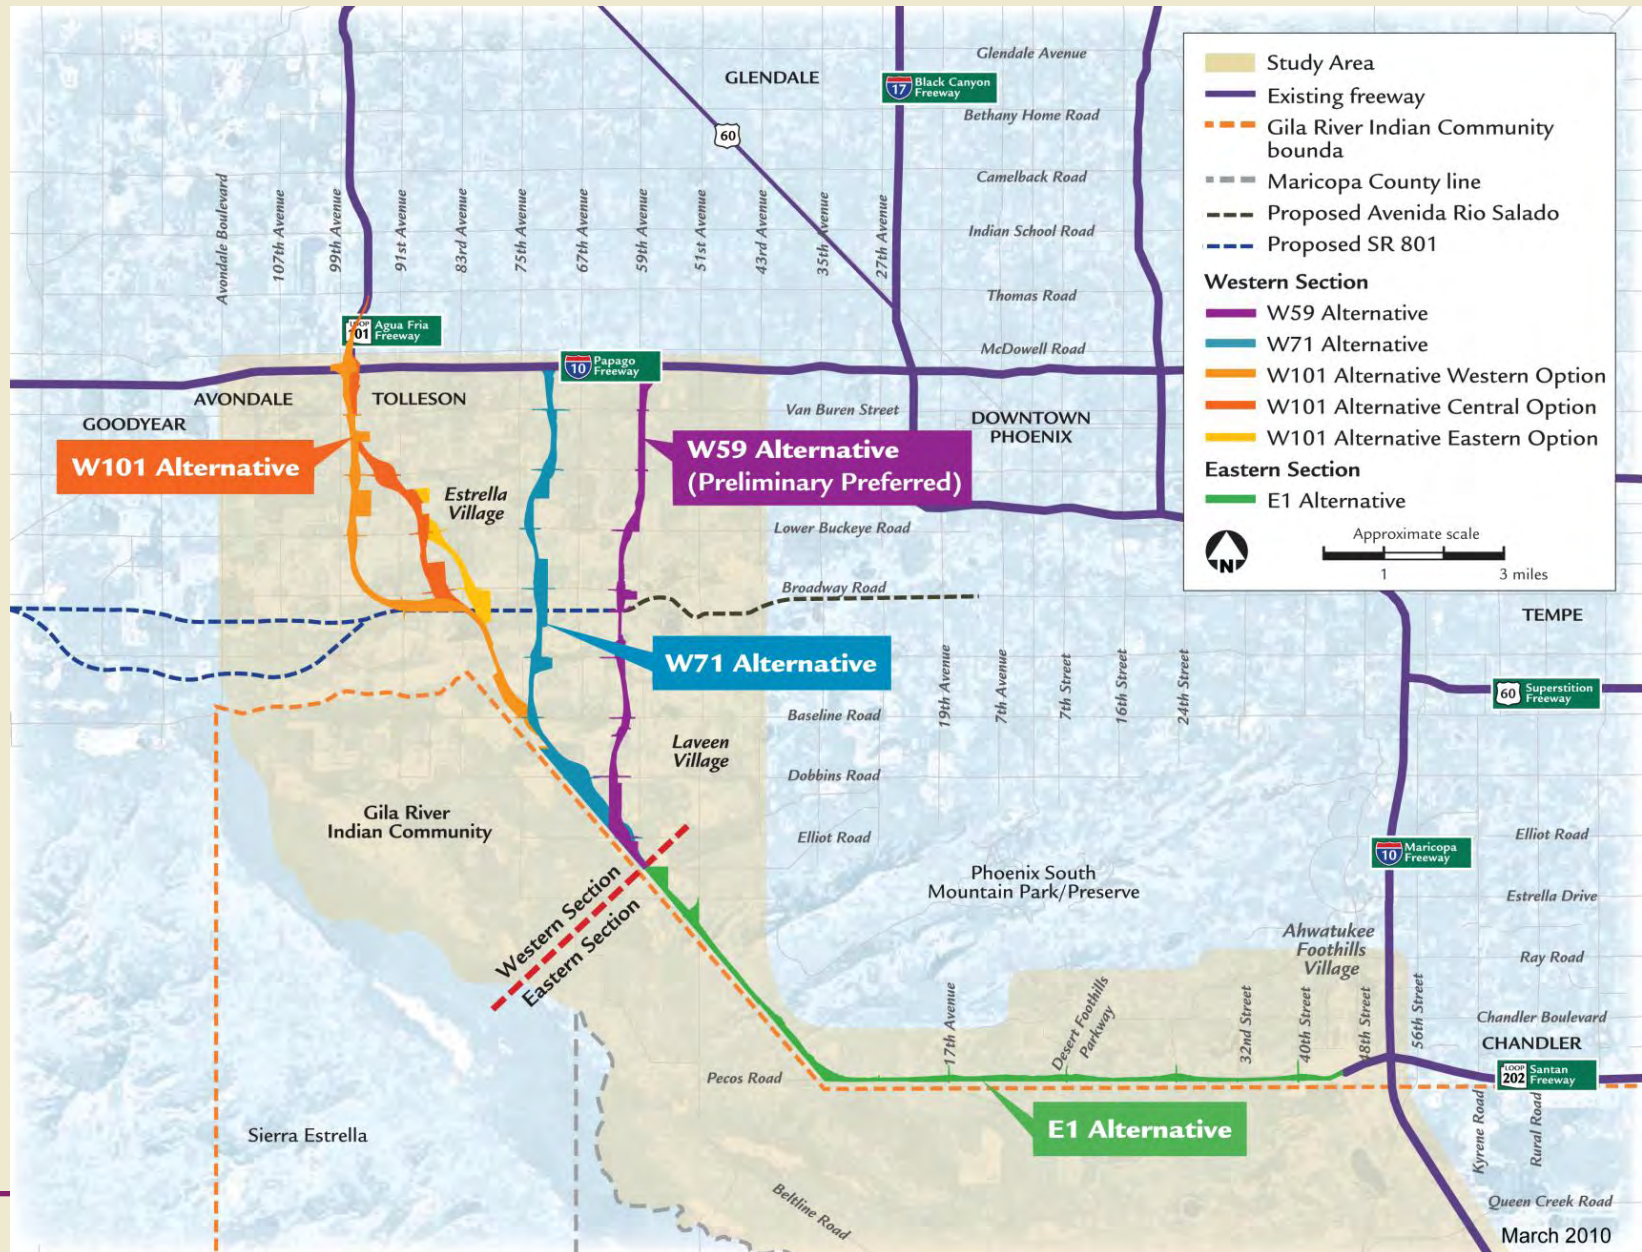 GLENDALE
17 Black Canyon
Freeway
60
Glendale Avenue
Bethany Home Road
Camelback Road
Indian School Road
Thomas Road
McDowell Road
Avondale Boulevard
107th Avenue
99th Avenue
91st Avenue
83rd Avenue
75th Avenue
67th Avenue
59th Avenue
51st Avenue
43rd Avenue
35th Avenue
27th Avenue
Study Area
Existing freeway
Gila River Indian Community
bounda
Maricopa County line
Proposed Avenida Rio Salado
Proposed SR 801
Western Section
W59 Alternative
W71 Alternative
W101 Alternative Western Option
W101 Alternative Central Option
W101 Alternative Eastern Option
Eastern Section
E1 Alternative
Approximate scale
N
1 3 miles
LOOP 101 Agua Fria
Freeway
10 Papago
Freeway
AVONDALE
TOLLESON
GOODYEAR
Van Buren Street
DOWNTOWN
PHOENIX
W101 Alternative
W59 Alternative
(Preliminary Preferred)
Estrella
Village
Lower Buckeye Road
Broadway Road
TEMPE
W71 Alternative
60 Superstition
Freeway
19th Avenue
7th Avenue
7th Street
16th Street
24th Street
Baseline Road
Laveen
Village
Dobbins Road
Gila River
Indian Community
Elliot Road
Elliot Road
10 Maricopa
Freeway
Phoenix South
Mountain Park/Preserve
Estrella Drive
Western Section
Eastern Section
Ahwatukee
Foothills
Village
Ray Road
17th Avenue
Desert Foothills
Parkway
32nd Street
40th Street
48th Street
56th Street
Chandler Boulevard
CHANDLER
Pecos Road
LOOP 202 Santan
Freeway
E1 Alternative
Sierra Estrella
Kyrene Road
Rural Road
Beltline Road
Queen Creek Road
March 2010